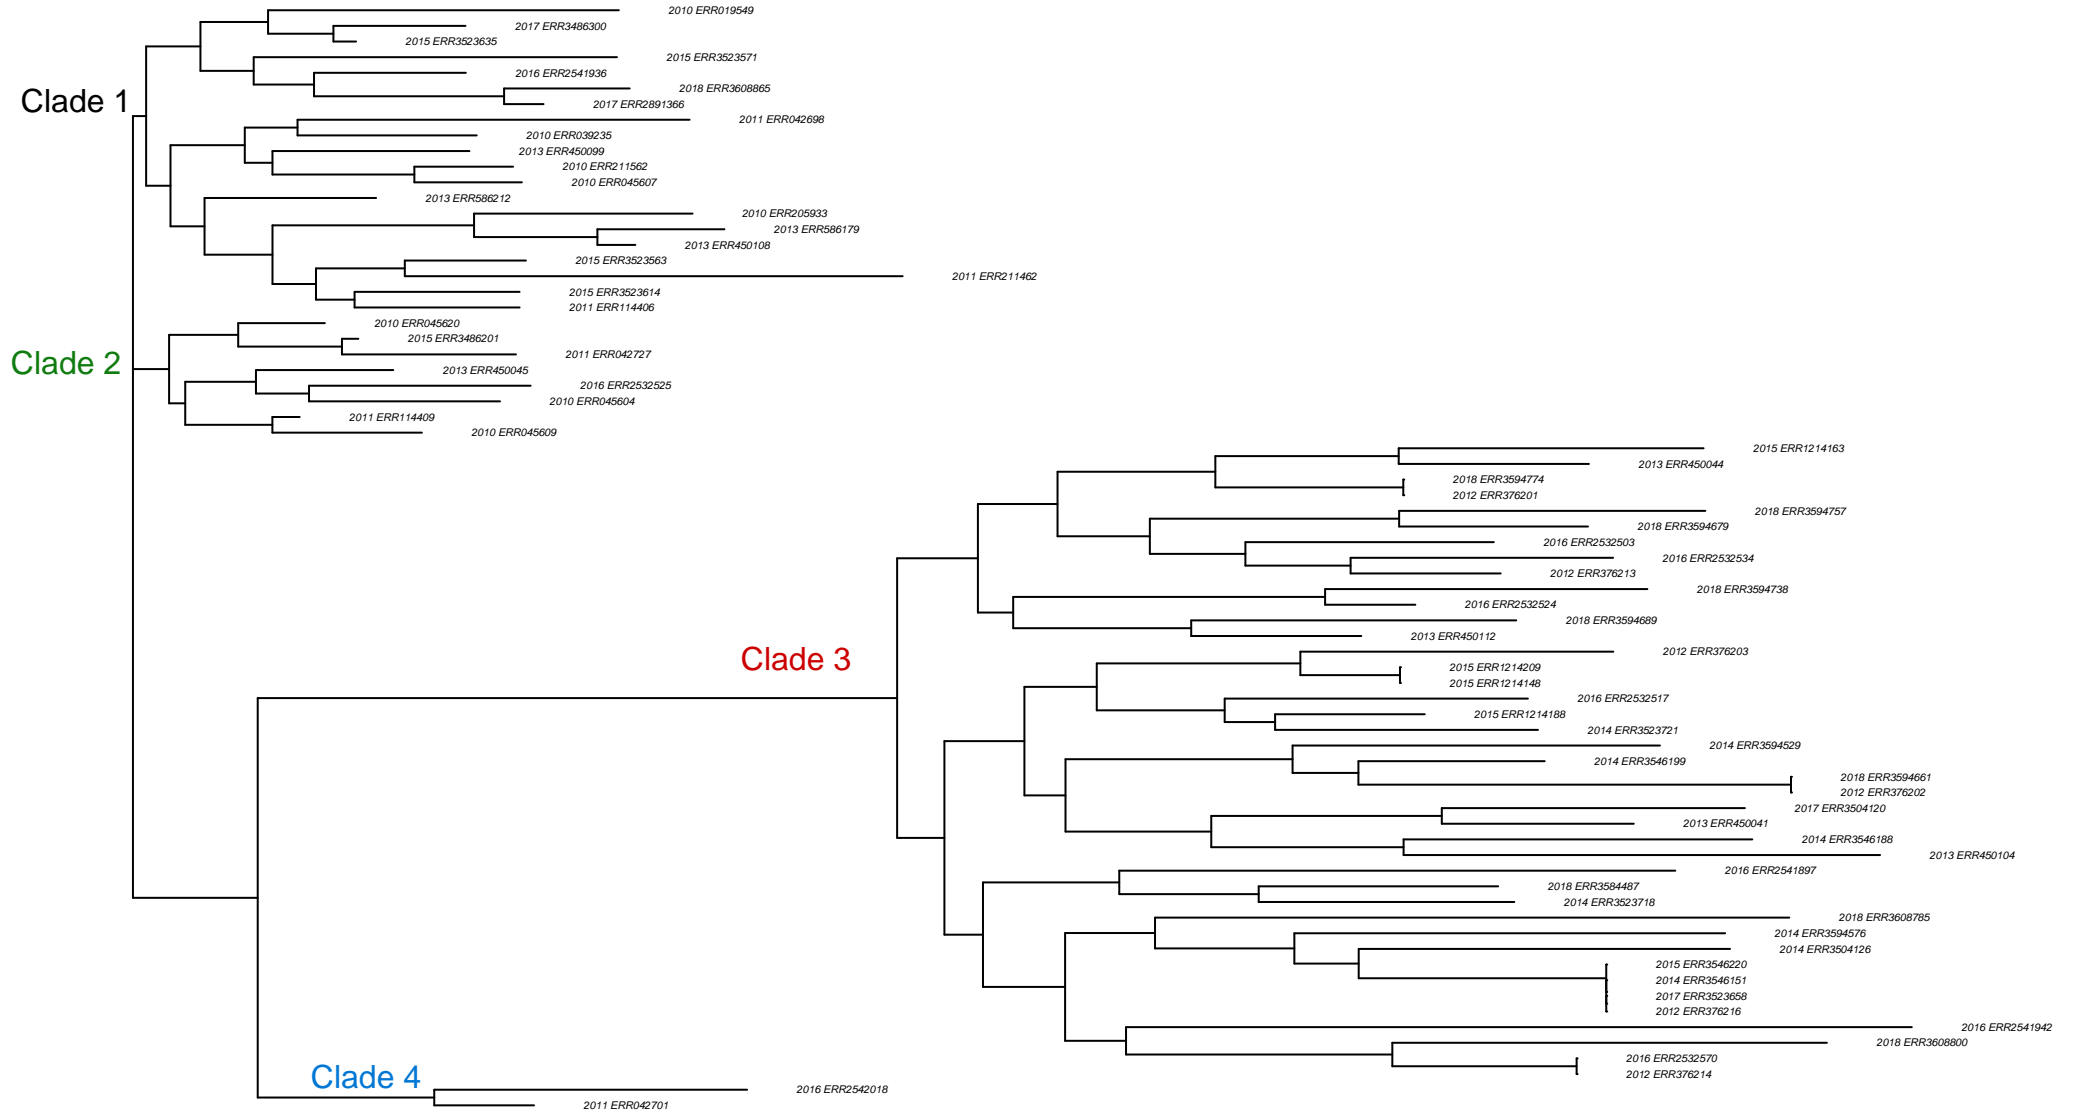 2010 ERR019549
2017 ERR3486300
2015 ERR3523635
2015 ERR3523571
2016 ERR2541936
2018 ERR3608865
Clade 1
2017 ERR2891366
2011 ERR042698
2010 ERR039235
2013 ERR450099
2010 ERR211562
2010 ERR045607
2013 ERR586212
2010 ERR205933
2013 ERR586179
2013 ERR450108
2015 ERR3523563
2011 ERR211462
2015 ERR3523614
2011 ERR114406
2010 ERR045620
2015 ERR3486201
2011 ERR042727
Clade 2
2013 ERR450045
2016 ERR2532525
2010 ERR045604
2011 ERR114409
2010 ERR045609
2015 ERR1214163
2013 ERR450044
2018 ERR3594774
2012 ERR376201
2018 ERR3594757
2018 ERR3594679
2016 ERR2532503
2016 ERR2532534
2012 ERR376213
2018 ERR3594738
2016 ERR2532524
2018 ERR3594689
2013 ERR450112
2012 ERR376203
Clade 3
2015 ERR1214209
2015 ERR1214148
2016 ERR2532517
2015 ERR1214188
2014 ERR3523721
2014 ERR3594529
2014 ERR3546199
2018 ERR3594661
2012 ERR376202
2017 ERR3504120
2013 ERR450041
2014 ERR3546188
2013 ERR450104
2016 ERR2541897
2018 ERR3584487
2014 ERR3523718
2018 ERR3608785
2014 ERR3594576
2014 ERR3504126
2015 ERR3546220
2014 ERR3546151
2017 ERR3523658
2012 ERR376216
2016 ERR2541942
2018 ERR3608800
2016 ERR2532570
2012 ERR376214
Clade 4
2016 ERR2542018
2011 ERR042701